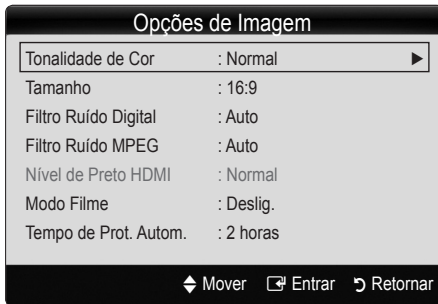 Opções de Imagem
Tonalidade de Cor : Normal ▶
Tamanho : 16:9
Filtro Ruído Digital : Auto
Filtro Ruído MPEG : Auto
Nível de Preto HDMI : Normal
Modo Filme : Deslig.
Tempo de Prot. Autom. : 2 horas
Mover Entrar Retornar